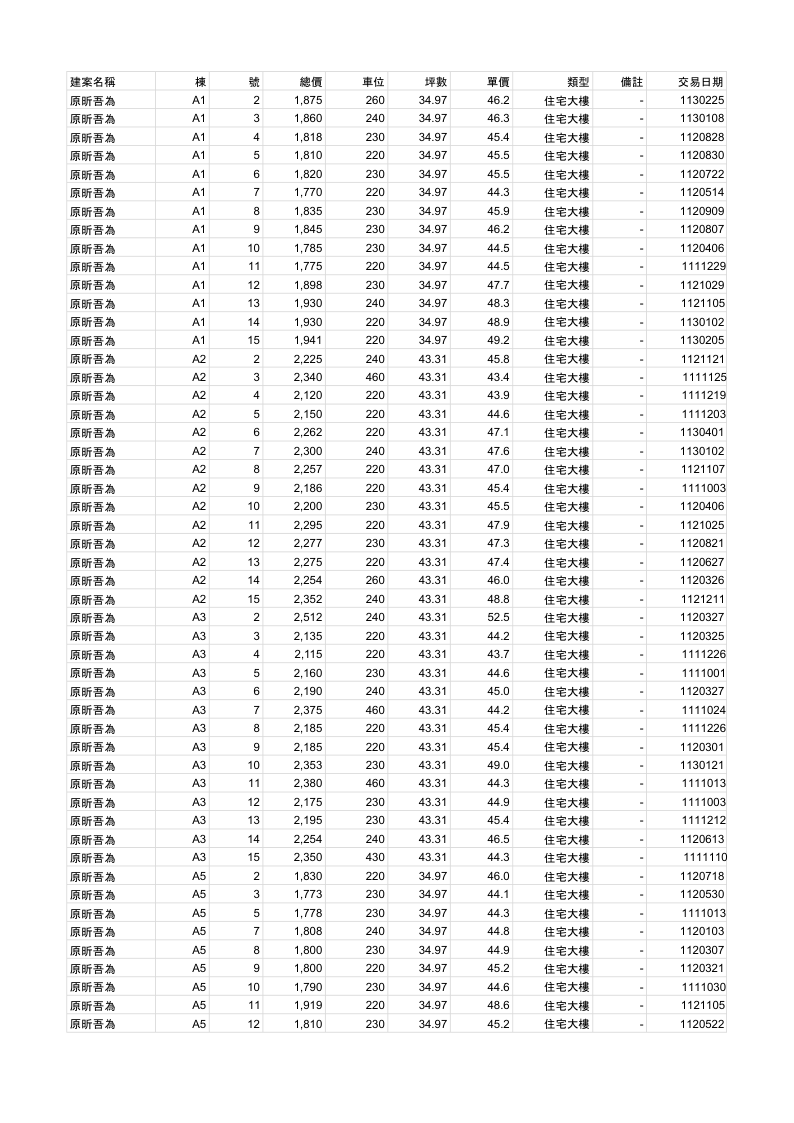 建案名稱 棟 號 總價 車位 坪數 單價 類型 備註 交易日期
原昕吾為 A1 2 1,875 260 34.97 46.2 住宅大樓 - 1130225
原昕吾為 A1 3 1,860 240 34.97 46.3 住宅大樓 - 1130108
原昕吾為 A1 4 1,818 230 34.97 45.4 住宅大樓 - 1120828
原昕吾為 A1 5 1,810 220 34.97 45.5 住宅大樓 - 1120830
原昕吾為 A1 6 1,820 230 34.97 45.5 住宅大樓 - 1120722
原昕吾為 A1 7 1,770 220 34.97 44.3 住宅大樓 - 1120514
原昕吾為 A1 8 1,835 230 34.97 45.9 住宅大樓 - 1120909
原昕吾為 A1 9 1,845 230 34.97 46.2 住宅大樓 - 1120807
原昕吾為 A1 10 1,785 230 34.97 44.5 住宅大樓 - 1120406
原昕吾為 A1 11 1,775 220 34.97 44.5 住宅大樓 - 1111229
原昕吾為 A1 12 1,898 230 34.97 47.7 住宅大樓 - 1121029
原昕吾為 A1 13 1,930 240 34.97 48.3 住宅大樓 - 1121105
原昕吾為 A1 14 1,930 220 34.97 48.9 住宅大樓 - 1130102
原昕吾為 A1 15 1,941 220 34.97 49.2 住宅大樓 - 1130205
原昕吾為 A2 2 2,225 240 43.31 45.8 住宅大樓 - 1121121
原昕吾為 A2 3 2,340 460 43.31 43.4 住宅大樓 - 1111125
原昕吾為 A2 4 2,120 220 43.31 43.9 住宅大樓 - 1111219
原昕吾為 A2 5 2,150 220 43.31 44.6 住宅大樓 - 1111203
原昕吾為 A2 6 2,262 220 43.31 47.1 住宅大樓 - 1130401
原昕吾為 A2 7 2,300 240 43.31 47.6 住宅大樓 - 1130102
原昕吾為 A2 8 2,257 220 43.31 47.0 住宅大樓 - 1121107
原昕吾為 A2 9 2,186 220 43.31 45.4 住宅大樓 - 1111003
原昕吾為 A2 10 2,200 230 43.31 45.5 住宅大樓 - 1120406
原昕吾為 A2 11 2,295 220 43.31 47.9 住宅大樓 - 1121025
原昕吾為 A2 12 2,277 230 43.31 47.3 住宅大樓 - 1120821
原昕吾為 A2 13 2,275 220 43.31 47.4 住宅大樓 - 1120627
原昕吾為 A2 14 2,254 260 43.31 46.0 住宅大樓 - 1120326
原昕吾為 A2 15 2,352 240 43.31 48.8 住宅大樓 - 1121211
原昕吾為 A3 2 2,512 240 43.31 52.5 住宅大樓 - 1120327
原昕吾為 A3 3 2,135 220 43.31 44.2 住宅大樓 - 1120325
原昕吾為 A3 4 2,115 220 43.31 43.7 住宅大樓 - 1111226
原昕吾為 A3 5 2,160 230 43.31 44.6 住宅大樓 - 1111001
原昕吾為 A3 6 2,190 240 43.31 45.0 住宅大樓 - 1120327
原昕吾為 A3 7 2,375 460 43.31 44.2 住宅大樓 - 1111024
原昕吾為 A3 8 2,185 220 43.31 45.4 住宅大樓 - 1111226
原昕吾為 A3 9 2,185 220 43.31 45.4 住宅大樓 - 1120301
原昕吾為 A3 10 2,353 230 43.31 49.0 住宅大樓 - 1130121
原昕吾為 A3 11 2,380 460 43.31 44.3 住宅大樓 - 1111013
原昕吾為 A3 12 2,175 230 43.31 44.9 住宅大樓 - 1111003
原昕吾為 A3 13 2,195 230 43.31 45.4 住宅大樓 - 1111212
原昕吾為 A3 14 2,254 240 43.31 46.5 住宅大樓 - 1120613
原昕吾為 A3 15 2,350 430 43.31 44.3 住宅大樓 - 1111110
原昕吾為 A5 2 1,830 220 34.97 46.0 住宅大樓 - 1120718
原昕吾為 A5 3 1,773 230 34.97 44.1 住宅大樓 - 1120530
原昕吾為 A5 5 1,778 230 34.97 44.3 住宅大樓 - 1111013
原昕吾為 A5 7 1,808 240 34.97 44.8 住宅大樓 - 1120103
原昕吾為 A5 8 1,800 230 34.97 44.9 住宅大樓 - 1120307
原昕吾為 A5 9 1,800 220 34.97 45.2 住宅大樓 - 1120321
原昕吾為 A5 10 1,790 230 34.97 44.6 住宅大樓 - 1111030
原昕吾為 A5 11 1,919 220 34.97 48.6 住宅大樓 - 1121105
原昕吾為 A5 12 1,810 230 34.97 45.2 住宅大樓 - 1120522